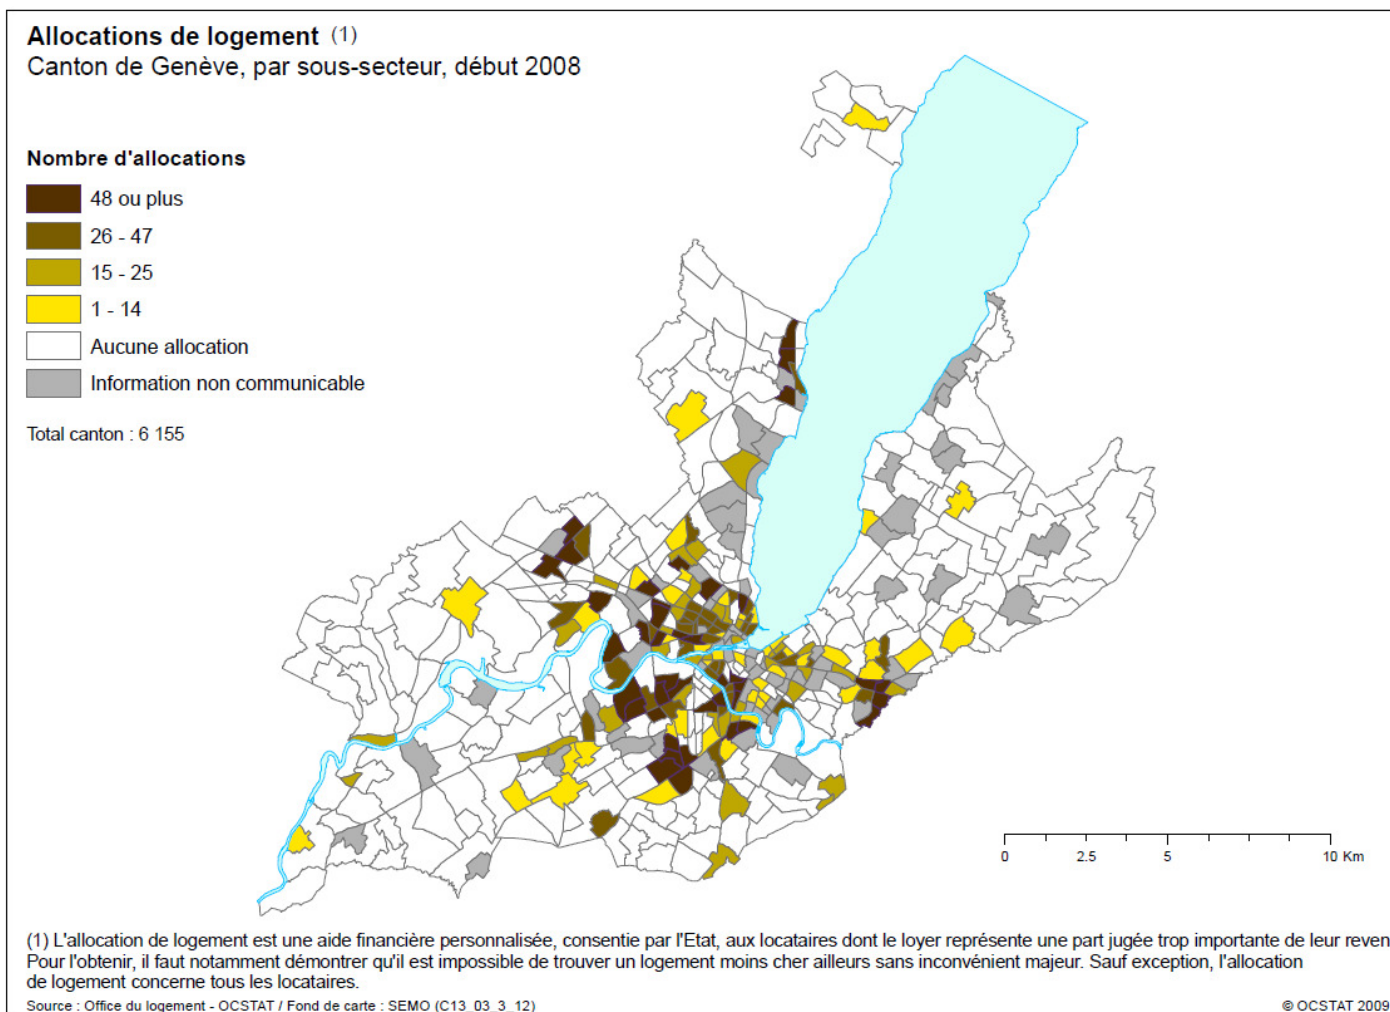 Allocations de logement (1)
Canton de Genève, par sous-secteur, début 2008
Nombre d'allocations
48 ou plus
26 - 47
15 - 25
1 - 14
Aucune allocation
Information non communicable
Total canton : 6 155
0 2.5 5 10 Km
(1) L'allocation de logement est une aide financière personnalisée, consentie par l'Etat, aux locataires dont le loyer représente une part jugée trop importante de leur reven
Pour l'obtenir, il faut notamment démontrer qu'il est impossible de trouver un logement moins cher ailleurs sans inconvénient majeur. Sauf exception, l'allocation
de logement concerne tous les locataires.
Source : Office du logement - OCSTAT / Fond de carte : SEMO (C13_03_3_12)
© OCSTAT 2009